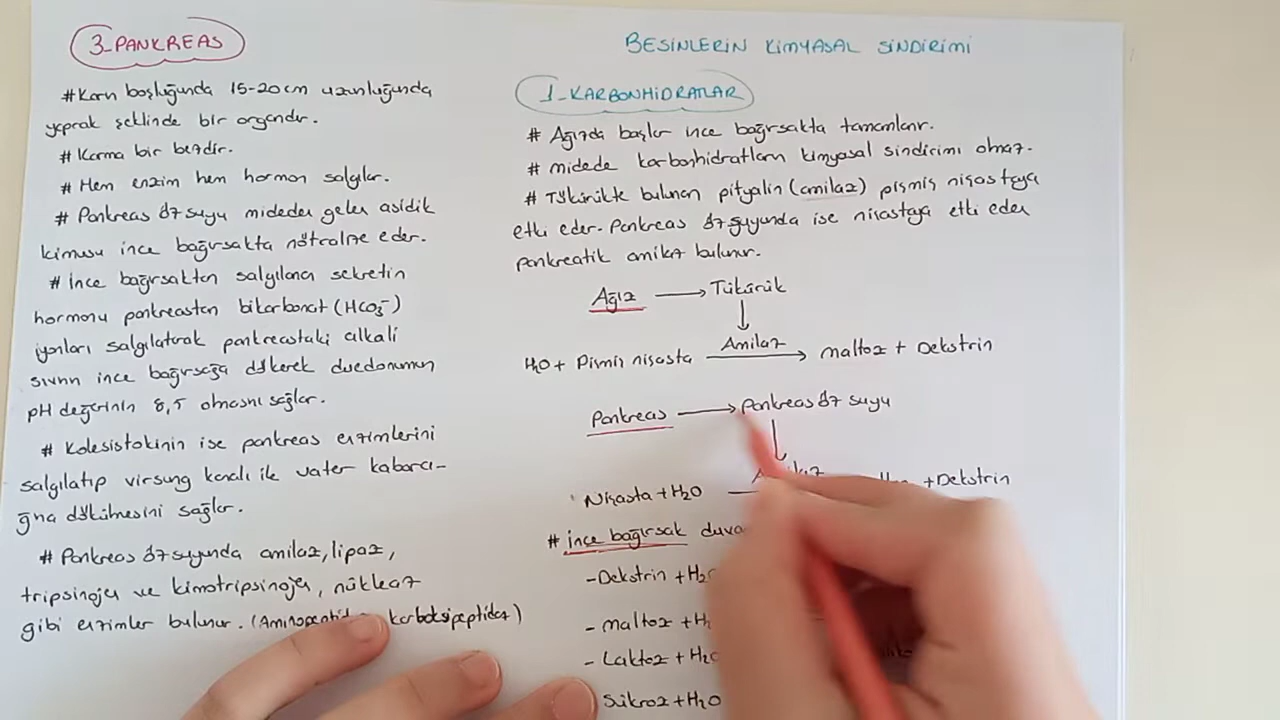 3-PANKREAS
#Karın boşluğunda 15-20cm uzunluğunda
yaprak şeklinde bir organdır.
#Karma bir bezdir.
#Hem enzim hem hormon salgılar.
#Pankreas öz suyu mideden gelen asidik
kimusu ince bağırsakta nötralize eder.
#İnce bağırsaktan salgılanan sekretin
hormonu pankreastan bikarbonat (HCO3-)
iyonları salgılatarak pankreastaki alkali
sıvının ince bağırsağa dökerek duedonumun
pH değerinin 8,5 olmasını sağlar.
#Kolesistokinin ise pankreas enzimlerini
salgılatıp virsung kanalı ile vater kabarcı-
ğına dökülmesini sağlar.
#Pankreas öz suyunda amilaz, lipaz,
tripsinojen ve kimotripsinojen, nükleaz
gibi enzimler bulunur. (Aminopeptidaz karboksipeptidaz)
BESİNLERİN KİMYASAL SİNDİRİMİ
1-KARBONHİDRATLAR
# Ağızda başlar ince bağırsakta tamamlanır.
# midede karbonhidratların kimyasal sindirimi olmaz.
# Tükürükte bulunan pityalin (amilaz) pişmiş nişastaya
etki eder. Pankreas öz suyunda ise nişastaya etki eden
pankreatik amilaz bulunur.
Ağız → Tükürük
↓
H2O + Pişmiş nişasta Amilaz → maltoz + Dekstrin
Pankreas → Pankreas öz suyu
↓
Nişasta + H2O Amilaz +Dekstrin
# ince bağırsak
-Dekstrin + H2O
- maltoz + H
- Laktoz + H2O
Sükroz + H2O